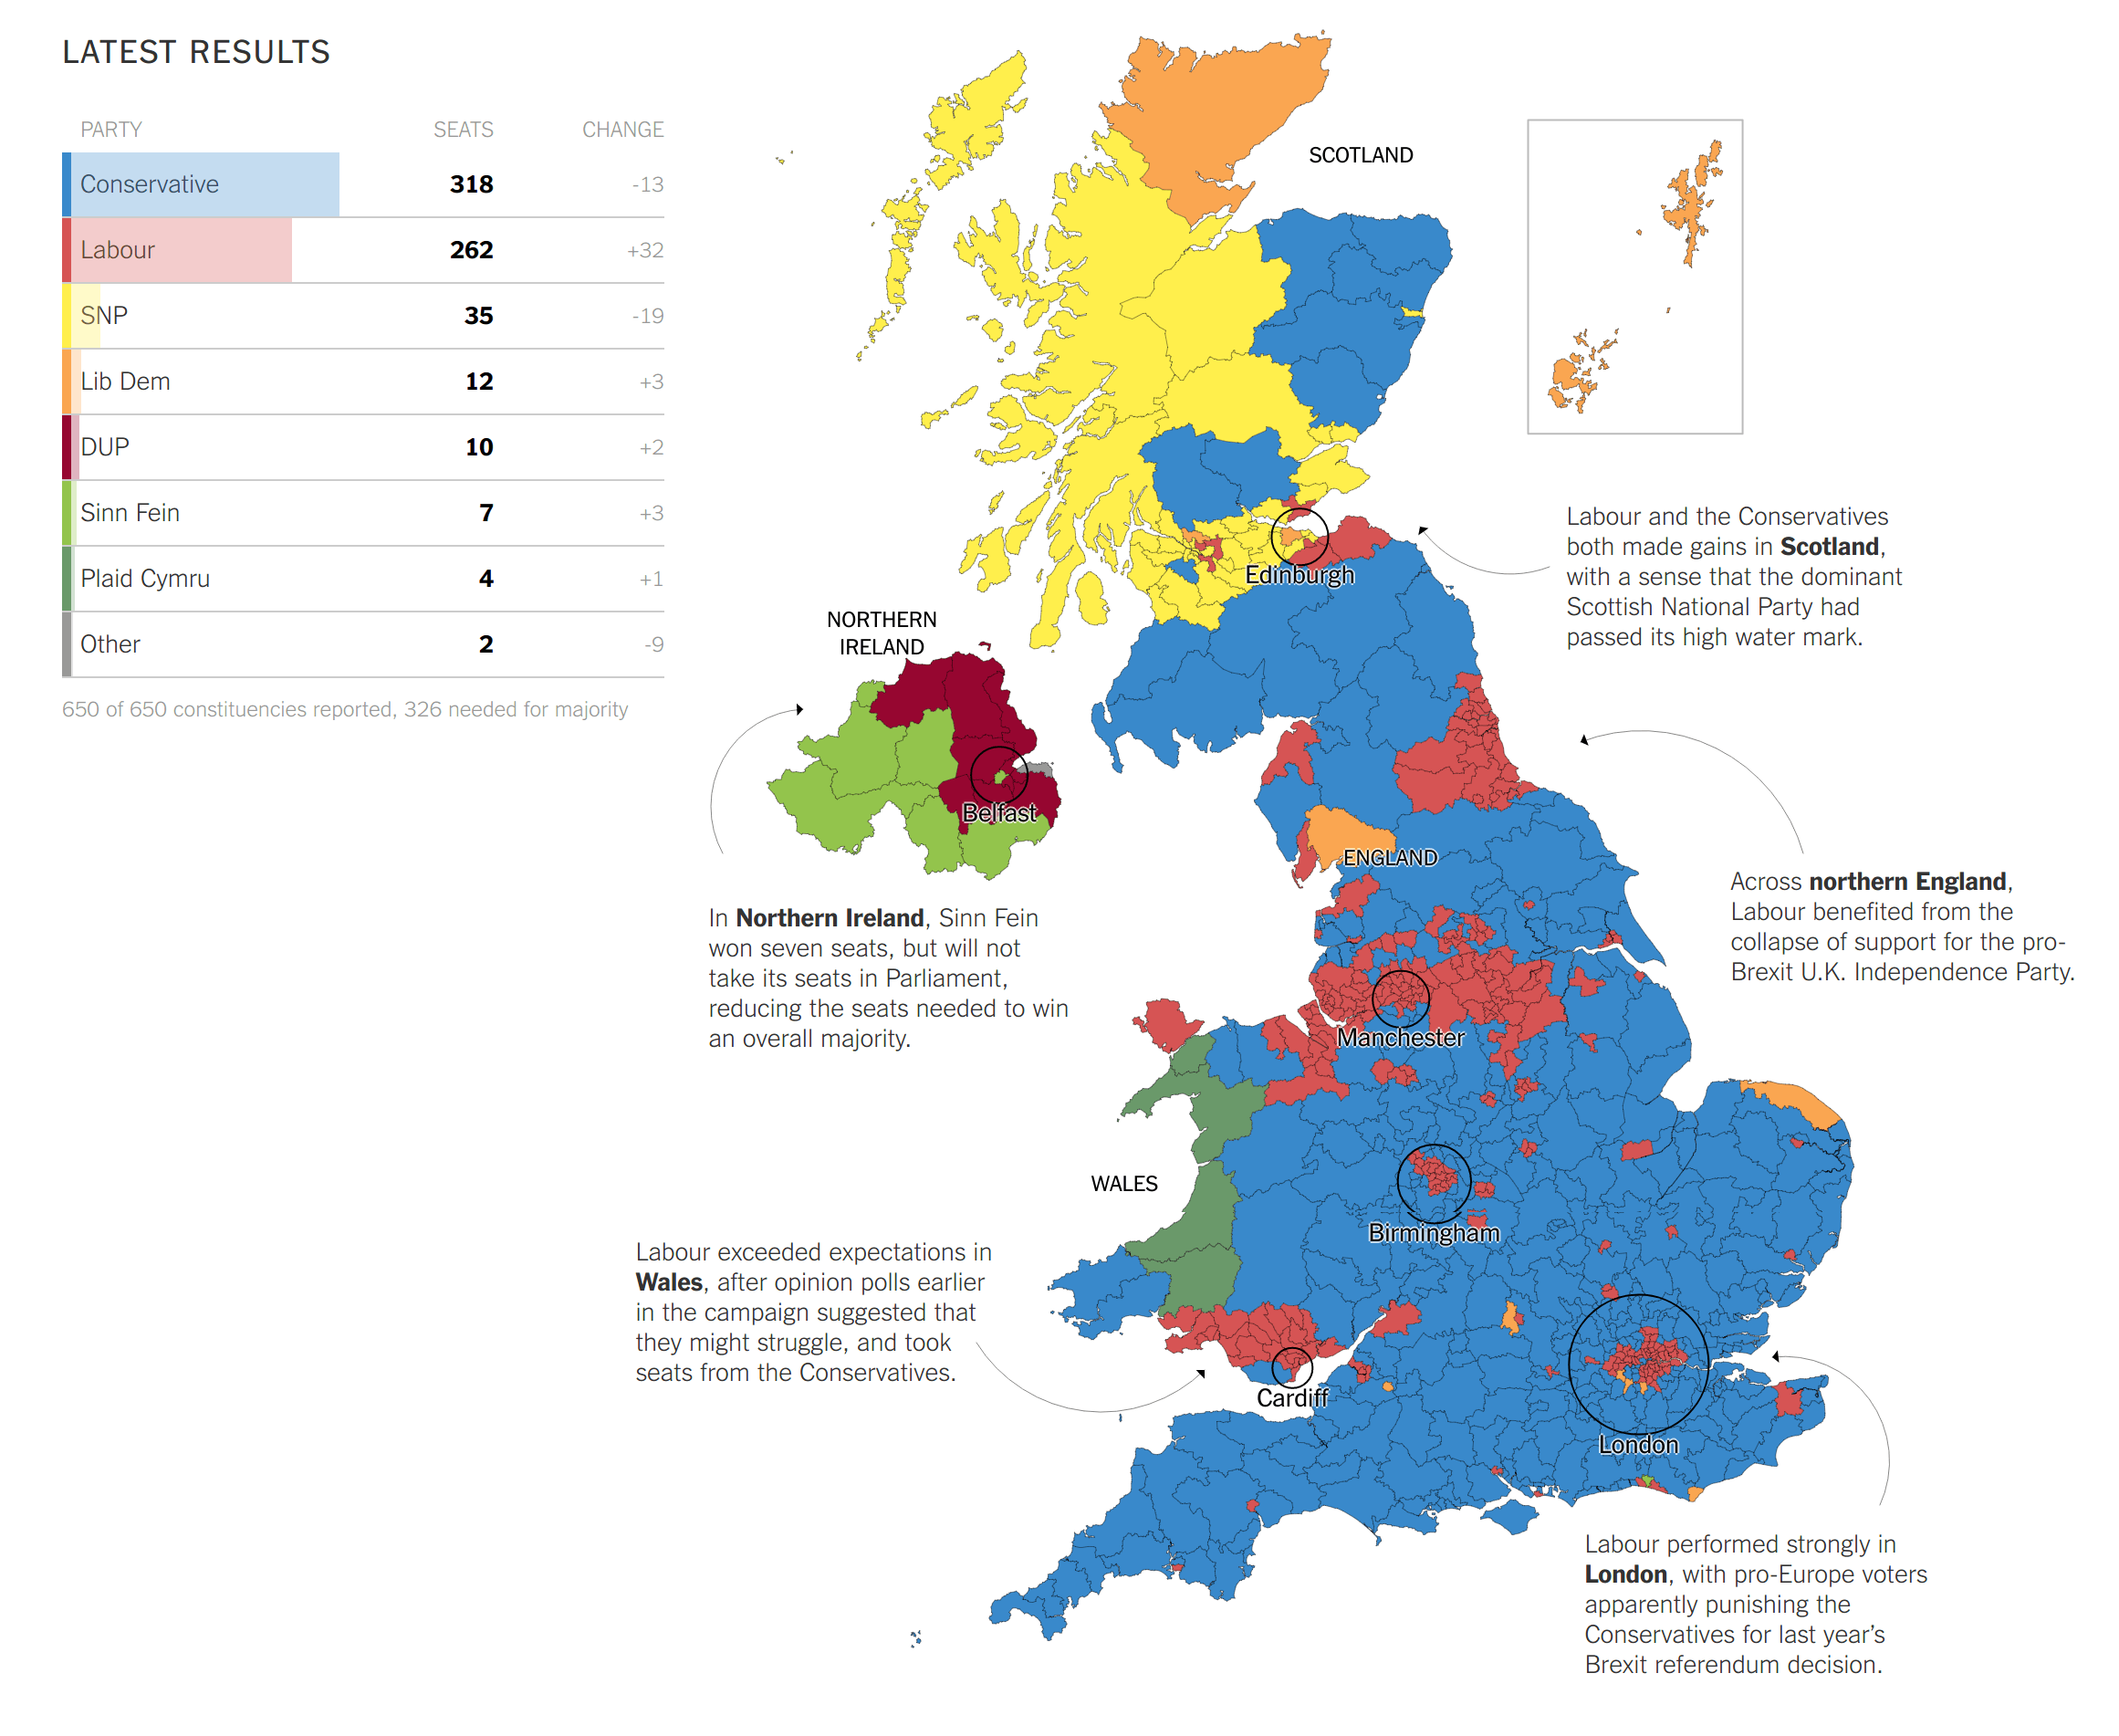 LATEST RESULTS
PARTY SEATS CHANGE
Conservative 318 -13
Labour 262 +32
SNP 35 -19
Lib Dem 12 +3
DUP 10 +2
Sinn Fein 7 +3
Plaid Cymru 4 +1
Other 2 -9
650 of 650 constituencies reported, 326 needed for majority
SCOTLAND
Labour and the Conservatives
both made gains in Scotland,
with a sense that the dominant
Scottish National Party had
passed its high water mark.
Edinburgh
NORTHERN
IRELAND
Belfast
In Northern Ireland, Sinn Fein
won seven seats, but will not
take its seats in Parliament,
reducing the seats needed to win
an overall majority.
ENGLAND
Across northern England,
Labour benefited from the
collapse of support for the pro-
Brexit U.K. Independence Party.
Manchester
WALES
Birmingham
Labour exceeded expectations in
Wales, after opinion polls earlier
in the campaign suggested that
they might struggle, and took
seats from the Conservatives.
Cardiff
London
Labour performed strongly in
London, with pro-Europe voters
apparently punishing the
Conservatives for last year’s
Brexit referendum decision.